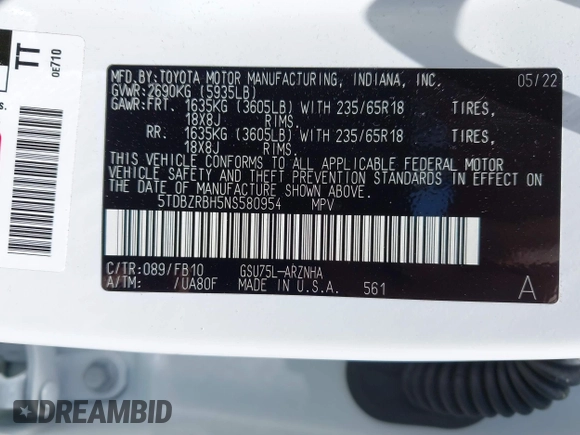 TT
0E710
s.
MFD.BY:TOYOTA MOTOR MANUFACTURING, INDIANA, INC. 05/22
GVWR:2690KG (5935LB)
GAWR:FRT. 1635KG (3605LB) WITH 235/65R18 TIRES,
18X8J RIMS.
RR. 1635KG (3605LB) WITH 235/65R18 TIRES,
18X8J RIMS.
THIS VEHICLE CONFORMS TO ALL APPLICABLE FEDERAL MOTOR
VEHICLE SAFETY AND THEFT PREVENTION STANDARDS IN EFFECT ON
THE DATE OF MANUFACTURE SHOWN ABOVE.
5TDBZRBH5NS580954 MPV
C/TR:089/FB10 GSU75L-ARZNHA
A/TM: /UA80F MADE IN U.S.A. 561 A
DREAMBID